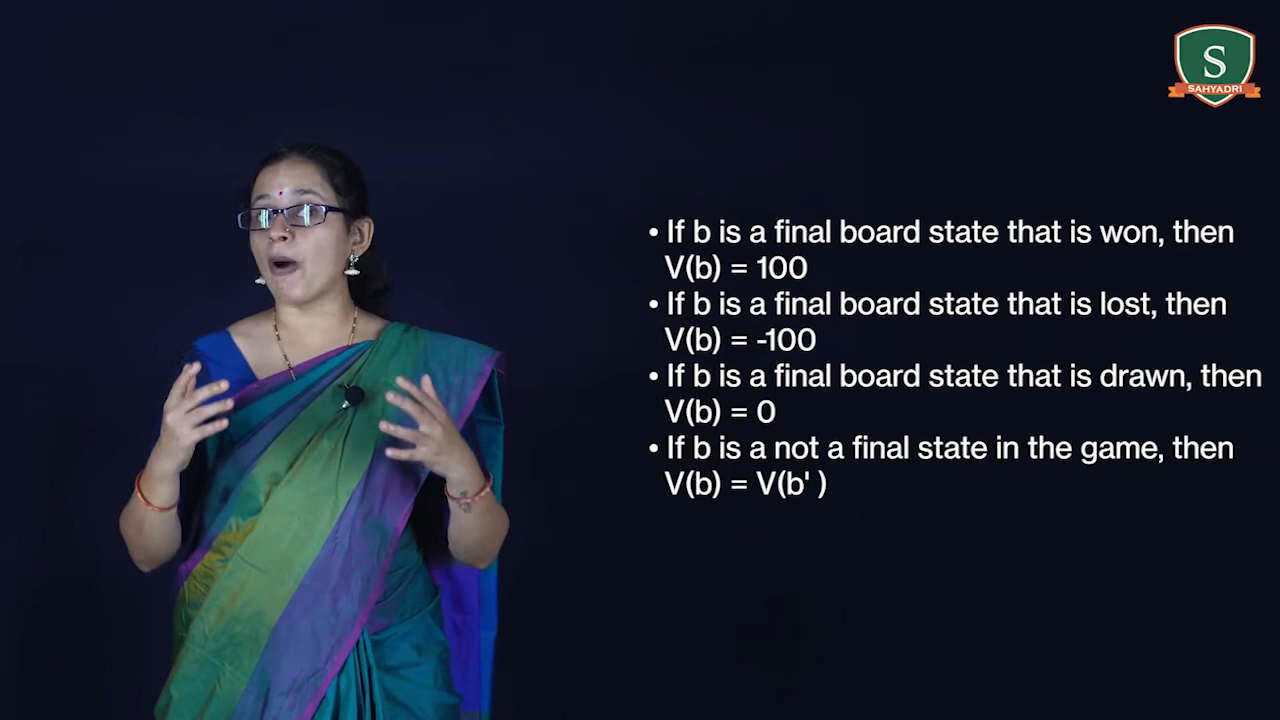 S
SAHYADRI
• If b is a final board state that is won, then
V(b) = 100
• If b is a final board state that is lost, then
V(b) = -100
• If b is a final board state that is drawn, then
V(b) = 0
• If b is a not a final state in the game, then
V(b) = V(b' )